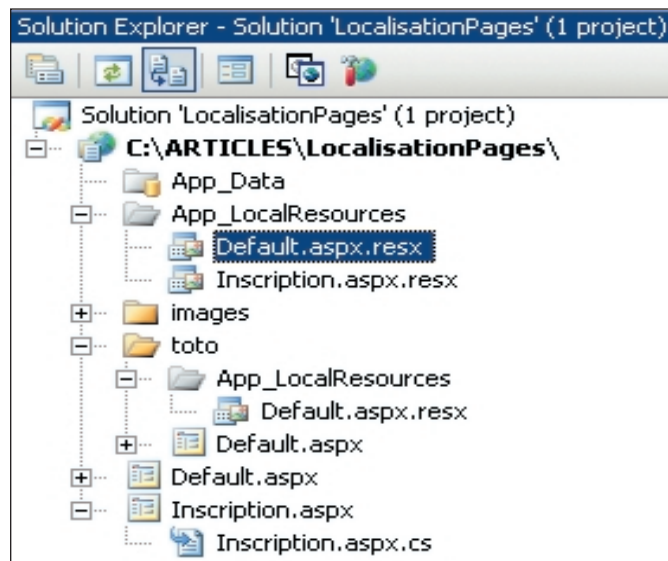 Solution Explorer - Solution 'LocalisationPages' (1 project)
Solution 'LocalisationPages' (1 project)
C:\ARTICLES\LocalisationPages\
App_Data
App_LocalResources
Default.aspx.resx
Inscription.aspx.resx
images
toto
App_LocalResources
Default.aspx.resx
Default.aspx
Default.aspx
Inscription.aspx
Inscription.aspx.cs